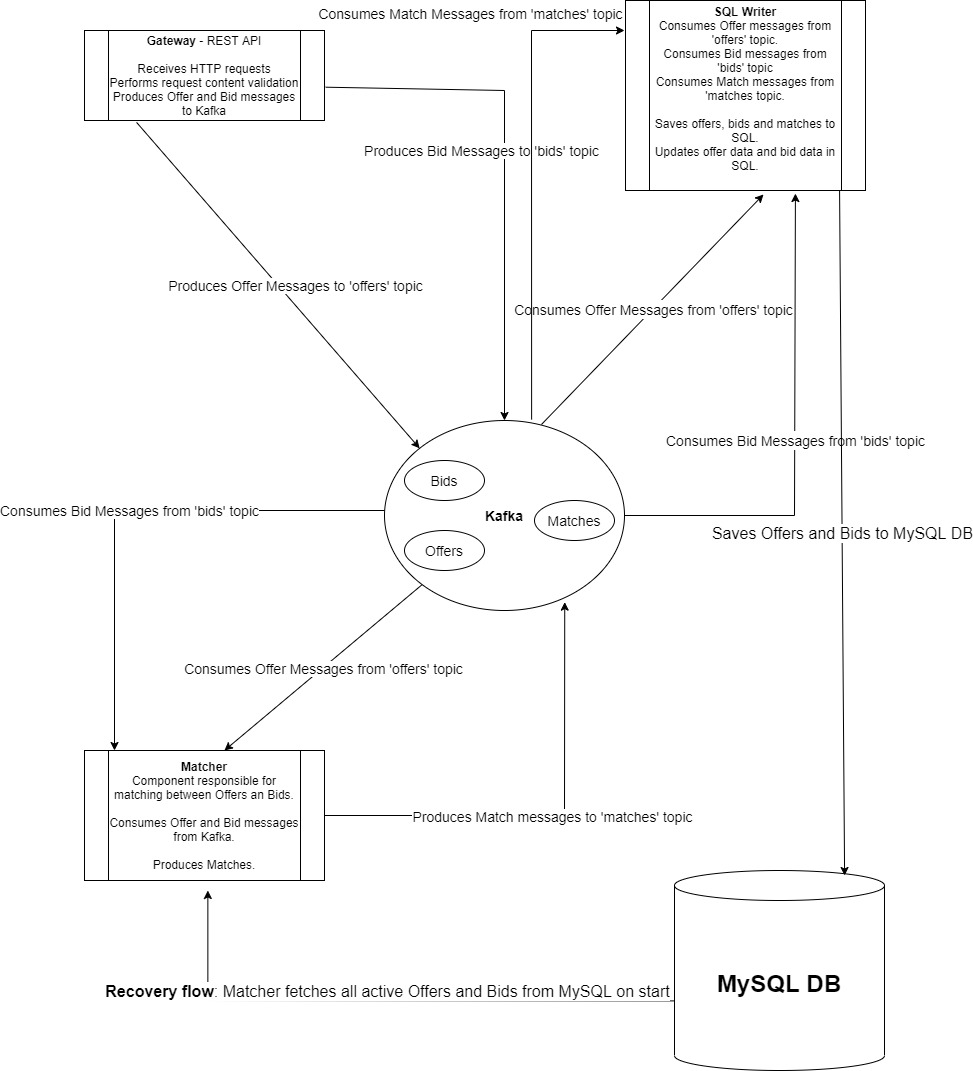 Consumes Match Messages from 'matches' topic
Gateway - REST API
Receives HTTP requests
Performs request content validation
Produces Offer and Bid messages
to Kafka
SQL Writer
Consumes Offer messages from
'offers' topic.
Consumes Bid messages from
'bids' topic
Consumes Match messages from
'matches topic.
Saves offers, bids and matches to
SQL.
Updates offer data and bid data in
SQL.
Produces Bid Messages to 'bids' topic
Produces Offer Messages to 'offers' topic
Consumes Offer Messages from 'offers' topic
Consumes Bid Messages from 'bids' topic
Bids
Kafka
Matches
Offers
Consumes Bid Messages from 'bids' topic
Saves Offers and Bids to MySQL DB
Consumes Offer Messages from 'offers' topic
Matcher
Component responsible for
matching between Offers an Bids.
Consumes Offer and Bid messages
from Kafka.
Produces Matches.
Produces Match messages to 'matches' topic
MySQL DB
Recovery flow: Matcher fetches all active Offers and Bids from MySQL on start